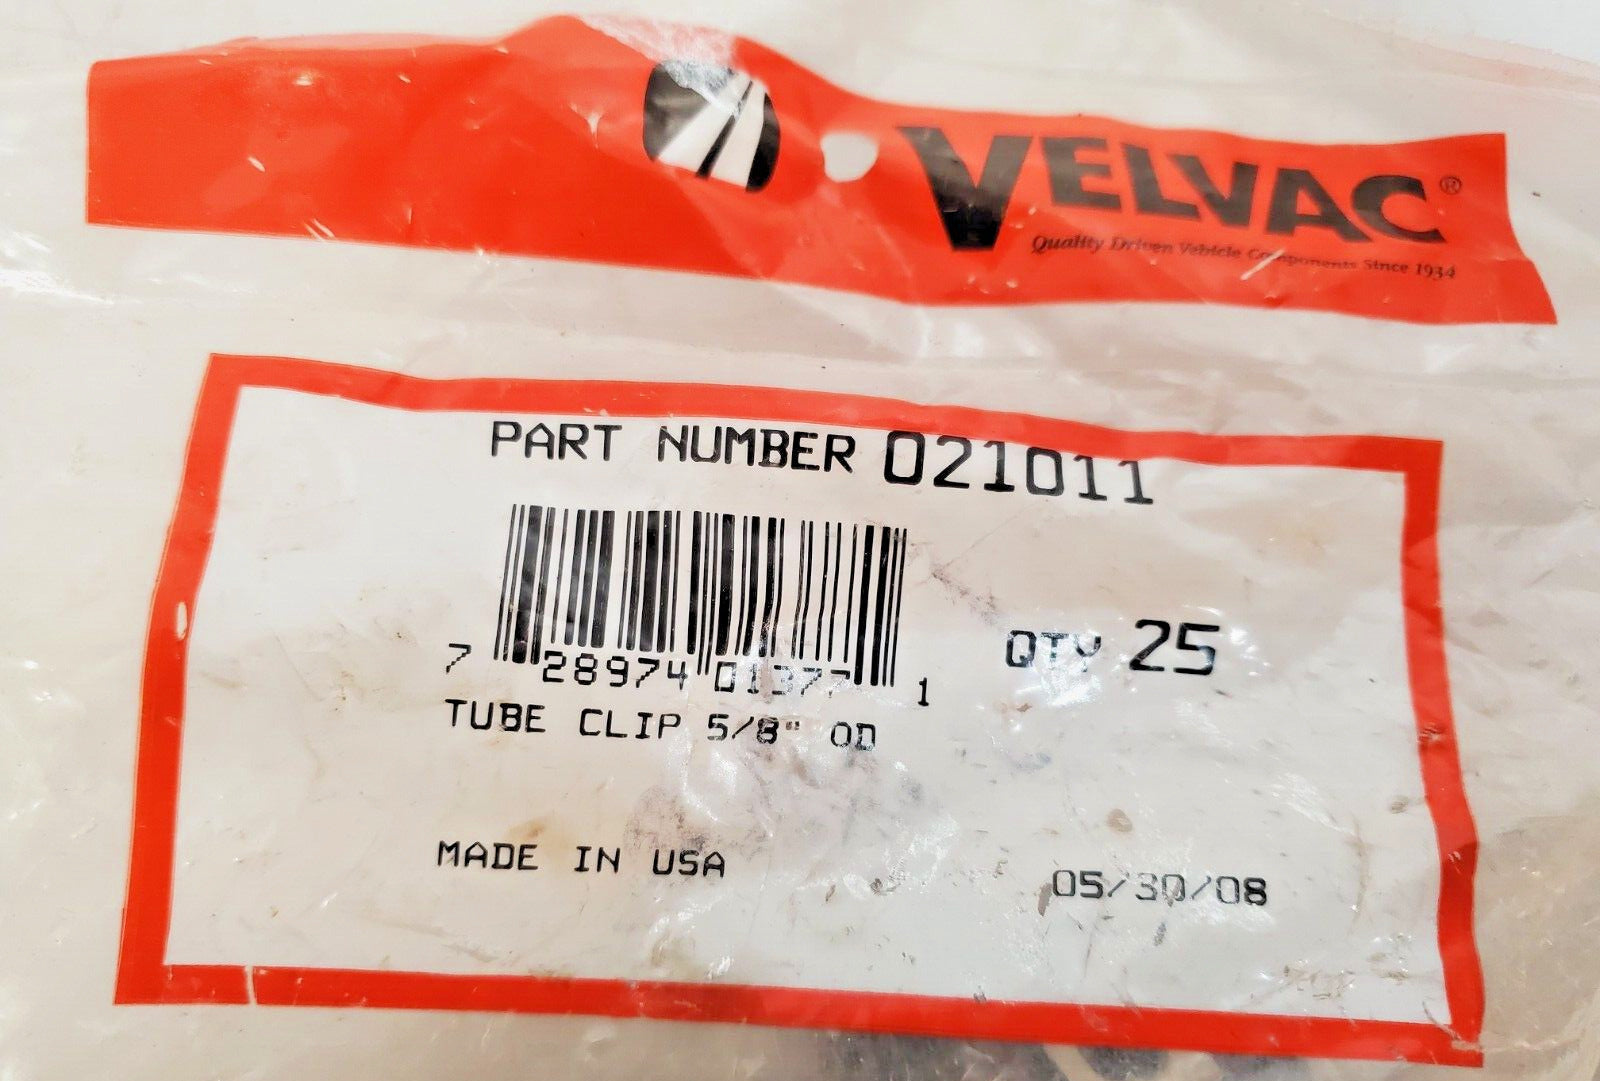 VELVAC®
Quality Driven Vehicle Components Since 1934
PART NUMBER 021011
7 28974 01377 1
QTY 25
TUBE CLIP 5/8" OD
MADE IN USA
05/30/08